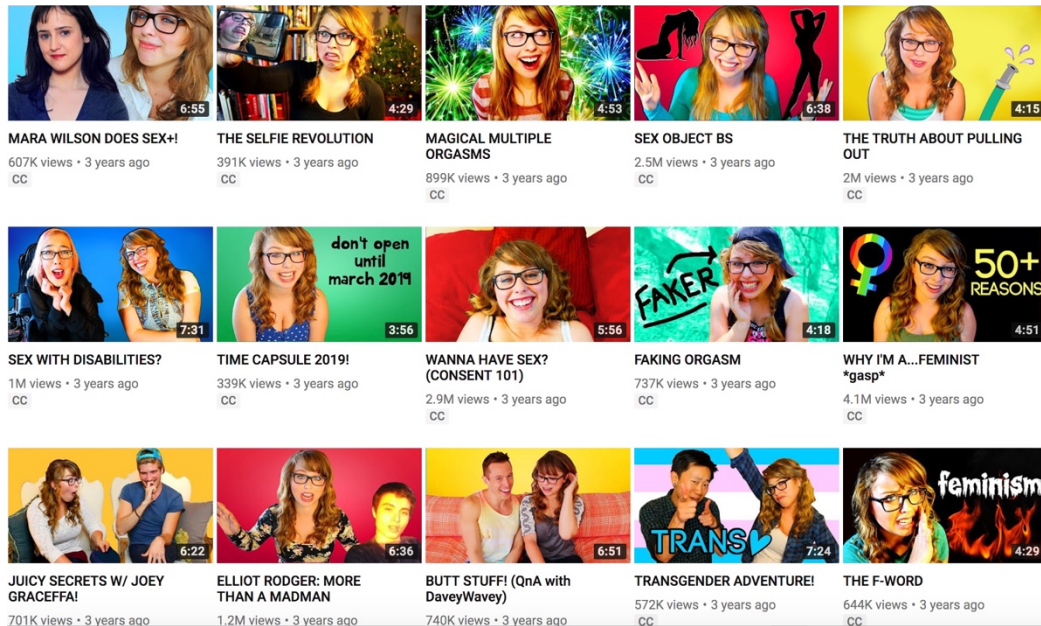 6:55
4:29
4:53
6:38
4:15
MARA WILSON DOES SEX+!
THE SELFIE REVOLUTION
MAGICAL MULTIPLE
ORGASMS
SEX OBJECT BS
THE TRUTH ABOUT PULLING
OUT
607K views • 3 years ago
CC
391K views • 3 years ago
CC
899K views • 3 years ago
CC
2.5M views • 3 years ago
CC
2M views • 3 years ago
CC
7:31
don't open
until
march 2019
3:56
5:56
FAKER
4:18
50+
REASONS
4:51
SEX WITH DISABILITIES?
TIME CAPSULE 2019!
WANNA HAVE SEX?
(CONSENT 101)
FAKING ORGASM
WHY I'M A...FEMINIST
*gasp*
1M views • 3 years ago
CC
339K views • 3 years ago
CC
2.9M views • 3 years ago
CC
737K views • 3 years ago
CC
4.1M views • 3 years ago
CC
6:22
6:36
6:51
TRANS
7:24
feminism
4:29
JUICY SECRETS W/ JOEY
GRACEFFA!
ELLIOT RODGER: MORE
THAN A MADMAN
BUTT STUFF! (QnA with
DaveyWavey)
TRANSGENDER ADVENTURE!
THE F-WORD
701K views • 3 years ago
1.2M views • 3 years ago
740K views • 3 years ago
572K views • 3 years ago
CC
644K views • 3 years ago
CC